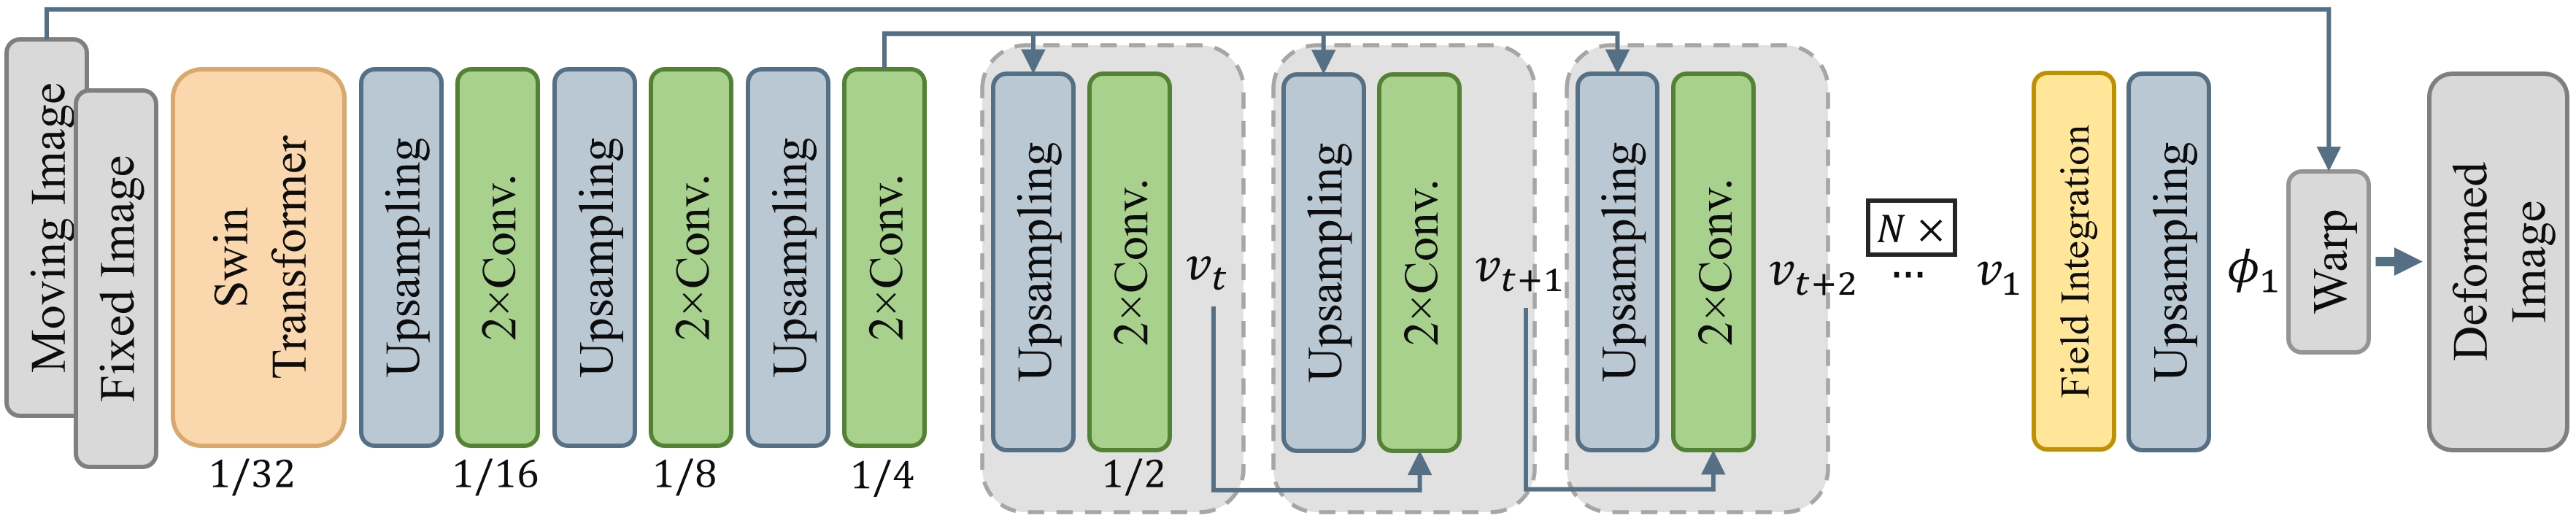 Moving Image
Fixed Image
Swin
Transformer
1/32
Upsampling
2×Conv.
1/16
Upsampling
2×Conv.
1/8
Upsampling
2×Conv.
1/4
Upsampling
2×Conv.
1/2
v_t
Upsampling
2×Conv.
v_{t+1}
Upsampling
2×Conv.
v_{t+2}
N ×
...
v_1
Field Integration
Upsampling
ϕ_1
Warp
Deformed
Image